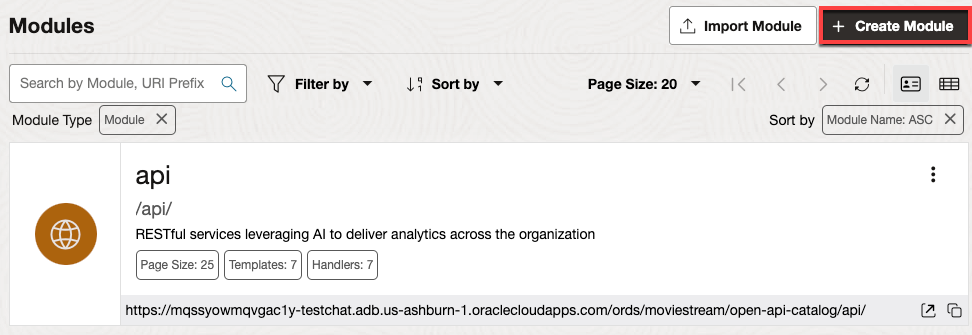 Modules
Import Module
+ Create Module
Search by Module, URI Prefix
Filter by
Sort by
Page Size: 20
Module Type
Module
Sort by
Module Name: ASC
api
/api/
RESTful services leveraging AI to deliver analytics across the organization
Page Size: 25
Templates: 7
Handlers: 7
https://mqssyowmqvgac1y-testchat.adb.us-ashburn-1.oraclecloudapps.com/ords/moviestream/open-api-catalog/api/